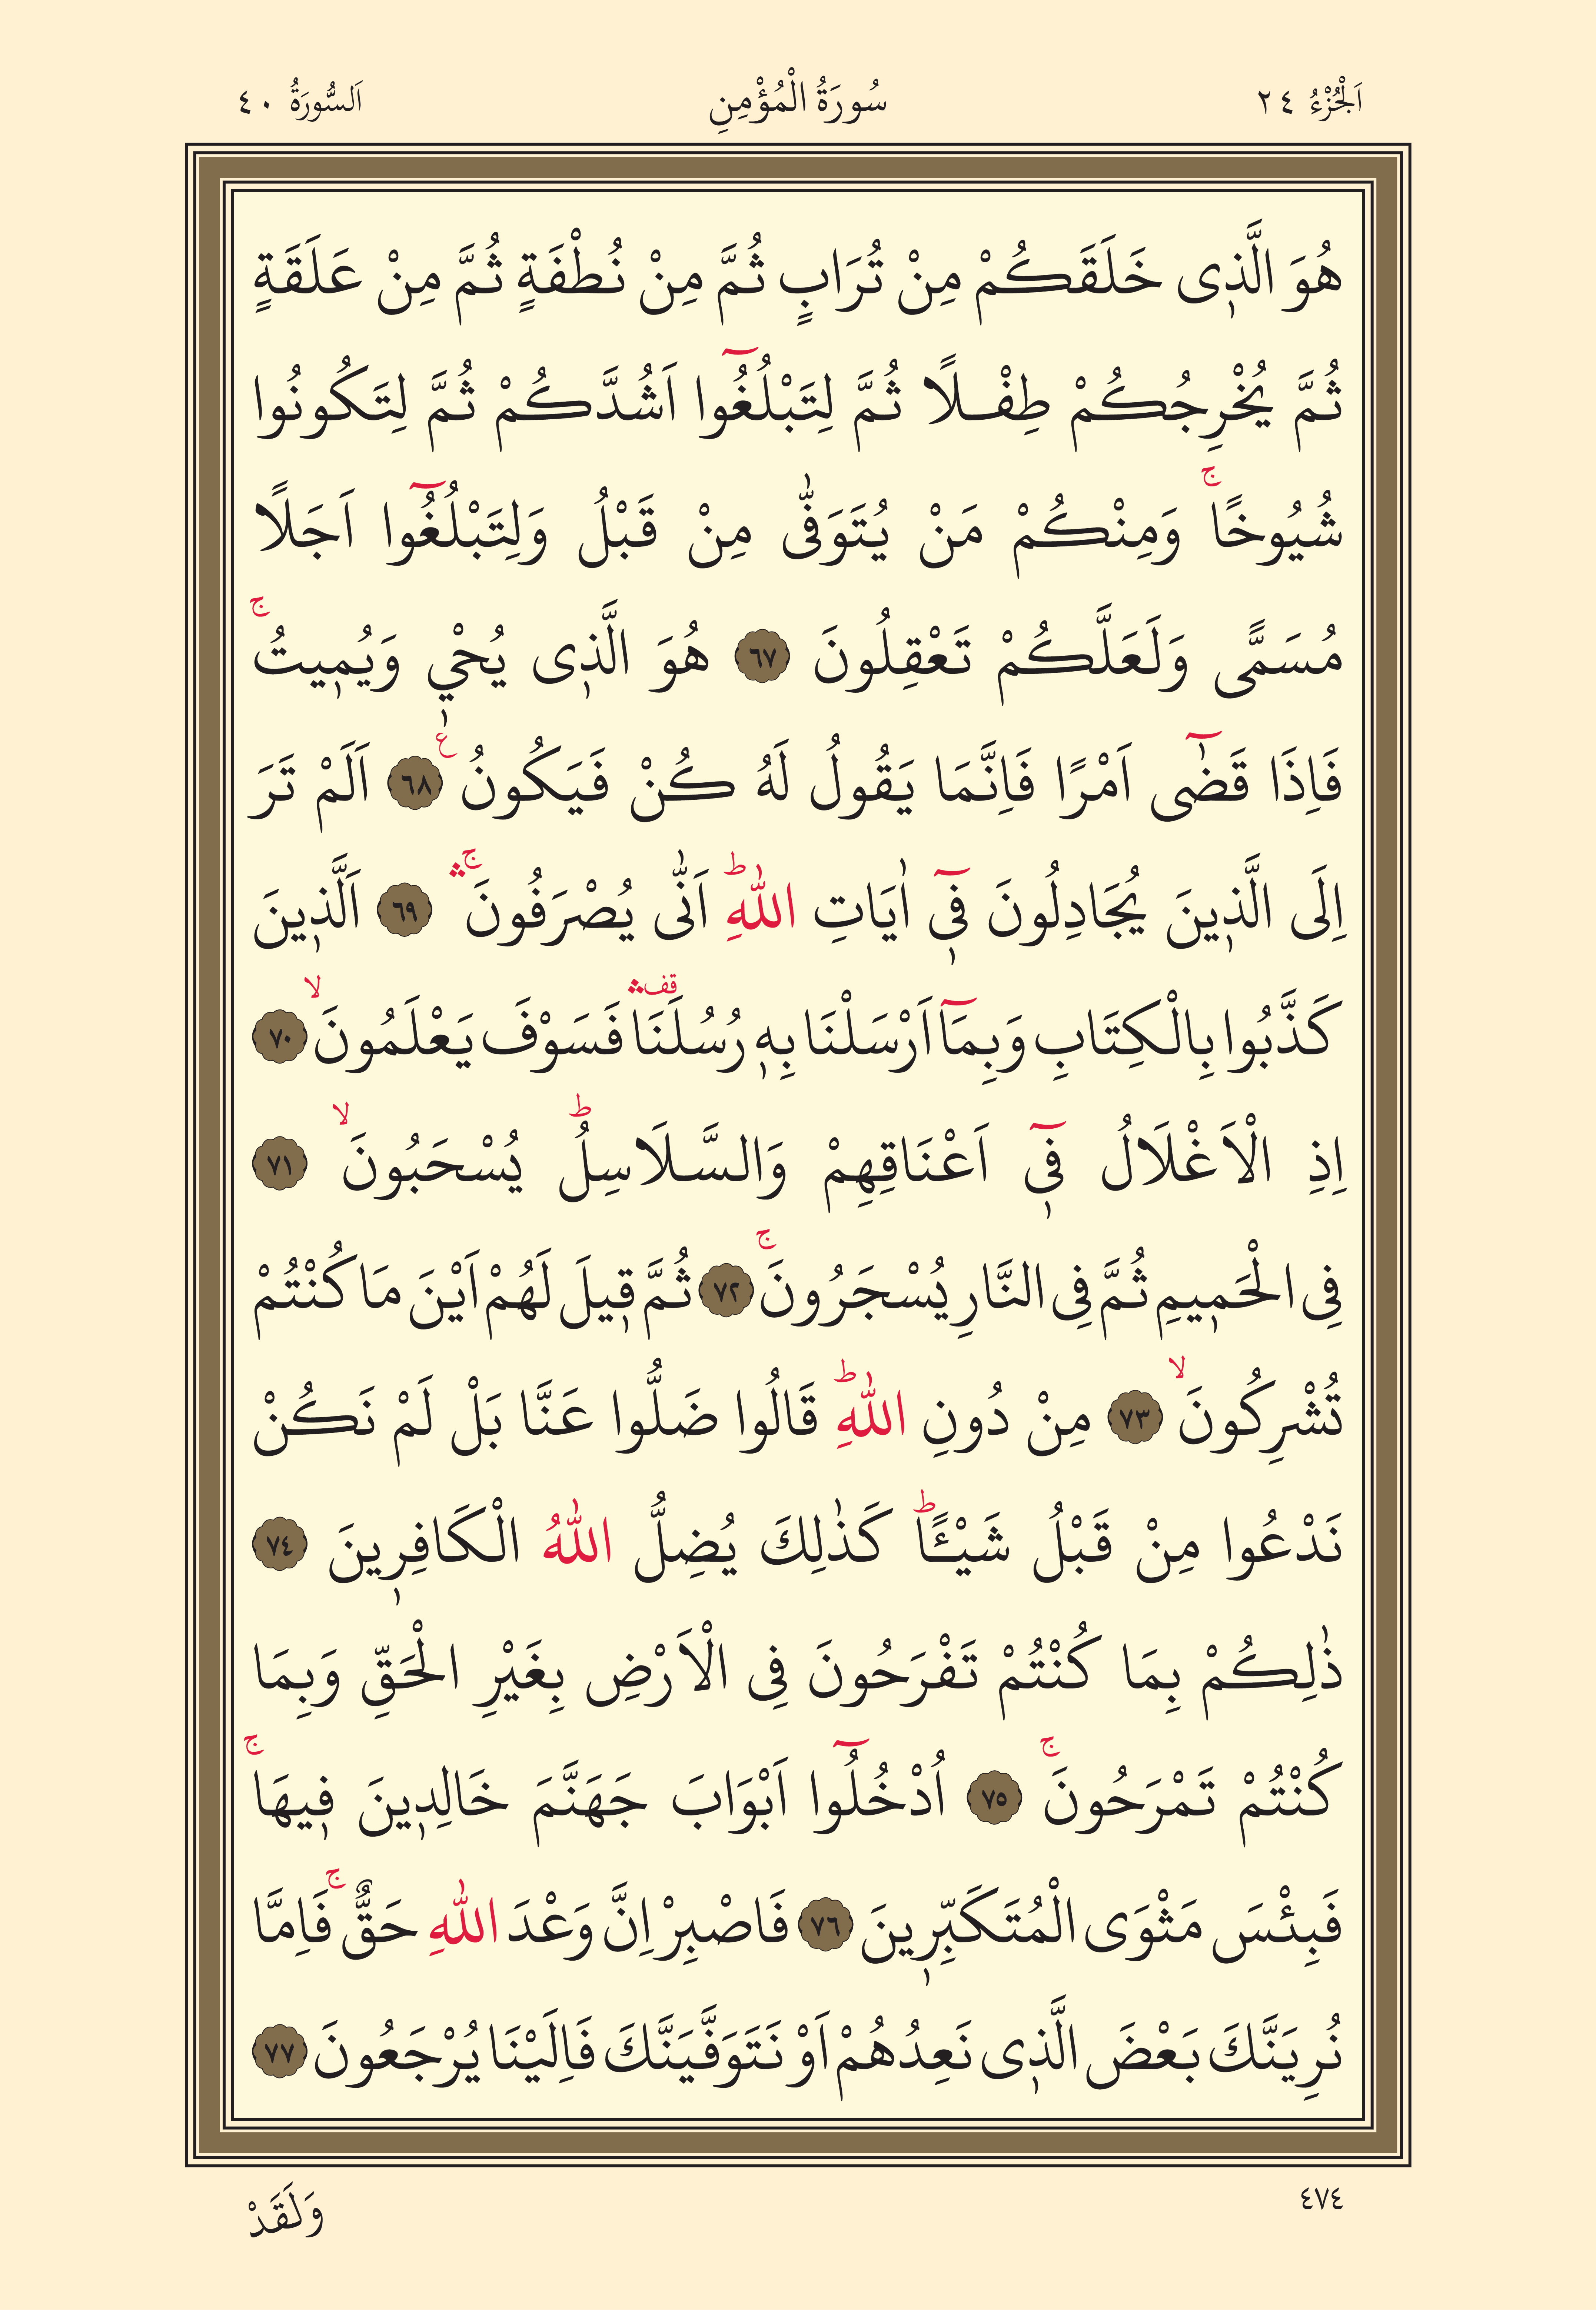 اَلْجُزْءُ ٢٤
سُورَةُ الْمُؤْمِنِ
اَلسُّورَةُ ٤٠
هُوَ الَّذ۪ى خَلَقَكُمْ مِنْ تُرَابٍ ثُمَّ مِنْ نُطْفَةٍ ثُمَّ مِنْ عَلَقَةٍ
ثُمَّ يُخْرِجُكُمْ طِفْلًا ثُمَّ لِتَبْلُغُٓوا اَشُدَّكُمْ ثُمَّ لِتَكُونُوا
شُيُوخًاۚ وَمِنْكُمْ مَنْ يُتَوَفّٰى مِنْ قَبْلُ وَلِتَبْلُغُٓوا اَجَلًا
مُسَمًّى وَلَعَلَّكُمْ تَعْقِلُونَ ﴿٦٧﴾ هُوَ الَّذ۪ى يُحْي۪ي وَيُم۪يتُۚ
فَاِذَا قَضٰٓى اَمْرًا فَاِنَّمَا يَقُولُ لَهُ كُنْ فَيَكُونُ ع ﴿٦٨﴾ اَلَمْ تَرَ
اِلَى الَّذ۪ينَ يُجَادِلُونَ ف۪ٓى اٰيَاتِ اللّٰهِۜ اَنّٰى يُصْرَفُونَۚۛ ﴿٦٩﴾ اَلَّذ۪ينَ
كَذَّبُوا بِالْكِتَابِ وَبِمَٓا اَرْسَلْنَا بِه۪ رُسُلَنَا قف ۛ فَسَوْفَ يَعْلَمُونَۙ ﴿٧٠﴾
اِذِ الْاَغْلَالُ ف۪ٓى اَعْنَاقِهِمْ وَالسَّلَاسِلُۜ يُسْحَبُونَۙ ﴿٧١﴾
فِى الْحَم۪يمِ ثُمَّ فِى النَّارِ يُسْجَرُونَۚ ﴿٧٢﴾ ثُمَّ ق۪يلَ لَهُمْ اَيْنَ مَا كُنْتُمْ
تُشْرِكُونَۙ ﴿٧٣﴾ مِنْ دُونِ اللّٰهِۜ قَالُوا ضَلُّوا عَنَّا بَلْ لَمْ نَكُنْ
نَدْعُوا مِنْ قَبْلُ شَيْـًٔاۜ كَذٰلِكَ يُضِلُّ اللّٰهُ الْكَافِر۪ينَ ﴿٧٤﴾
ذٰلِكُمْ بِمَا كُنْتُمْ تَفْرَحُونَ فِى الْاَرْضِ بِغَيْرِ الْحَقِّ وَبِمَا
كُنْتُمْ تَمْرَحُونَۚ ﴿٧٥﴾ اُدْخُلُٓوا اَبْوَابَ جَهَنَّمَ خَالِد۪ينَ ف۪يهَاۚ
فَبِئْسَ مَثْوَى الْمُتَكَبِّر۪ينَ ﴿٧٦﴾ فَاصْبِرْ اِنَّ وَعْدَ اللّٰهِ حَقٌّۚ فَاِمَّا
نُرِيَنَّكَ بَعْضَ الَّذ۪ى نَعِدُهُمْ اَوْ نَتَوَفَّيَنَّكَ فَاِلَيْنَا يُرْجَعُونَ ﴿٧٧﴾
٤٧٤
وَلَقَدْ